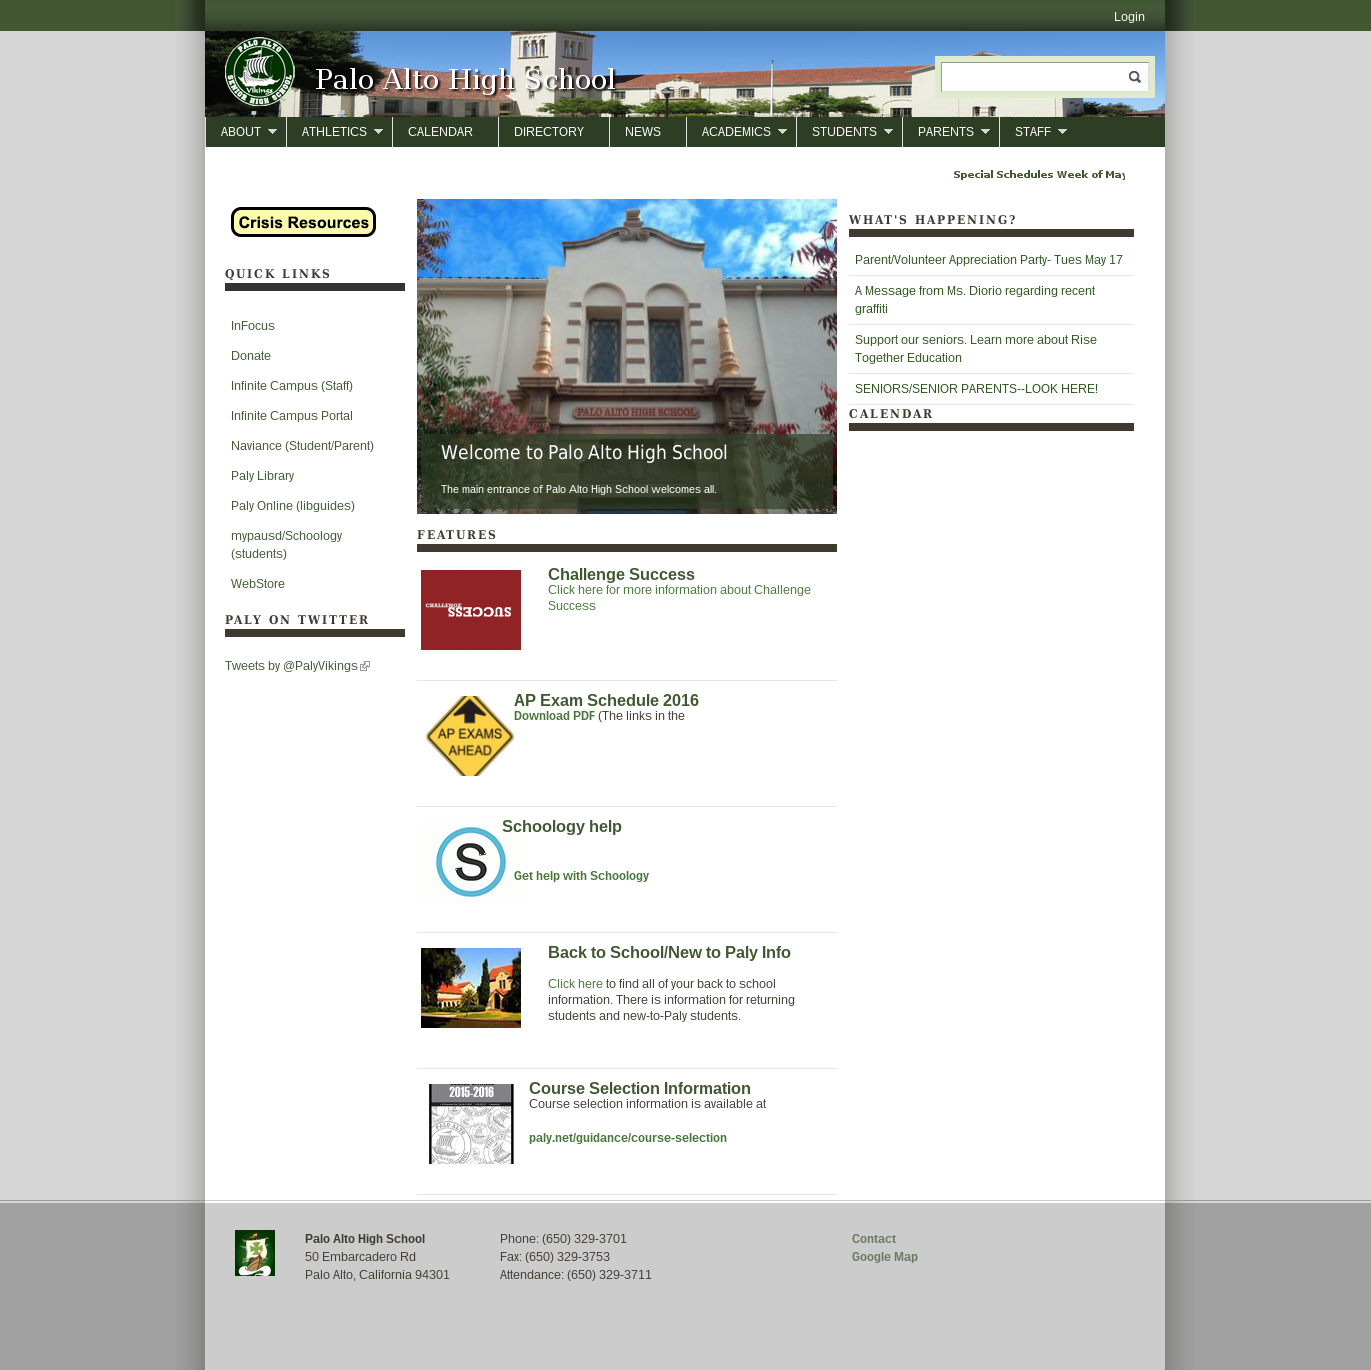 Login
PALO ALTO
Vikings
SENIOR HIGH SCHOOL
Palo Alto High School
ABOUT
ATHLETICS
CALENDAR
DIRECTORY
NEWS
ACADEMICS
STUDENTS
PARENTS
STAFF
Special Schedules Week of May
Crisis Resources
QUICK LINKS
InFocus
Donate
Infinite Campus (Staff)
Infinite Campus Portal
Naviance (Student/Parent)
Paly Library
Paly Online (libguides)
mypausd/Schoology
(students)
WebStore
PALY ON TWITTER
Tweets by @PalyVikings
PALO ALTO HIGH SCHOOL
Welcome to Palo Alto High School
The main entrance of Palo Alto High School welcomes all.
FEATURES
CHALLENGE
SUCCESS
Challenge Success
Click here for more information about Challenge
Success
AP EXAMS
AHEAD
AP Exam Schedule 2016
Download PDF (The links in the
S
Schoology help
Get help with Schoology
Back to School/New to Paly Info
Click here to find all of your back to school
information. There is information for returning
students and new-to-Paly students.
2015-2016
Course Selection Information
Course selection information is available at
paly.net/guidance/course-selection
WHAT'S HAPPENING?
Parent/Volunteer Appreciation Party- Tues May 17
A Message from Ms. Diorio regarding recent
graffiti
Support our seniors. Learn more about Rise
Together Education
SENIORS/SENIOR PARENTS--LOOK HERE!
CALENDAR
Palo Alto High School
50 Embarcadero Rd
Palo Alto, California 94301
Phone: (650) 329-3701
Fax: (650) 329-3753
Attendance: (650) 329-3711
Contact
Google Map